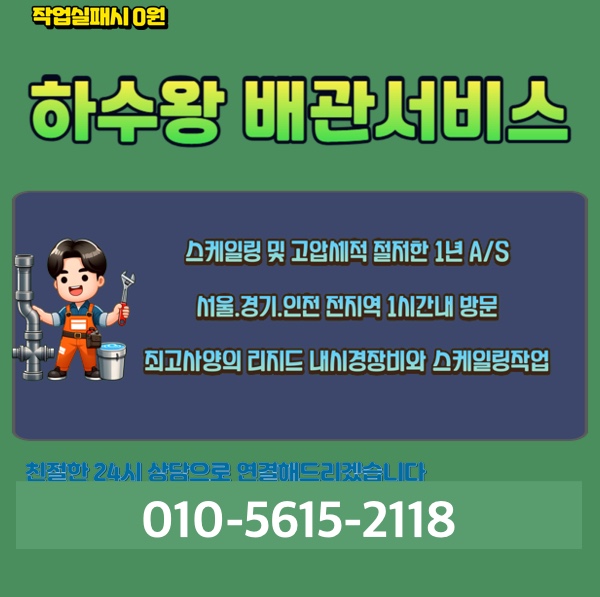 작업실패시 0원
하수왕 배관서비스
스케일링 및 고압세척 철저한 1년 A/S
서울.경기.인천 전지역 1시간내 방문
최고사양의 리지드 내시경장비와 스케일링작업
친절한 24시 상담으로 연결해드리겠습니다
010-5615-2118